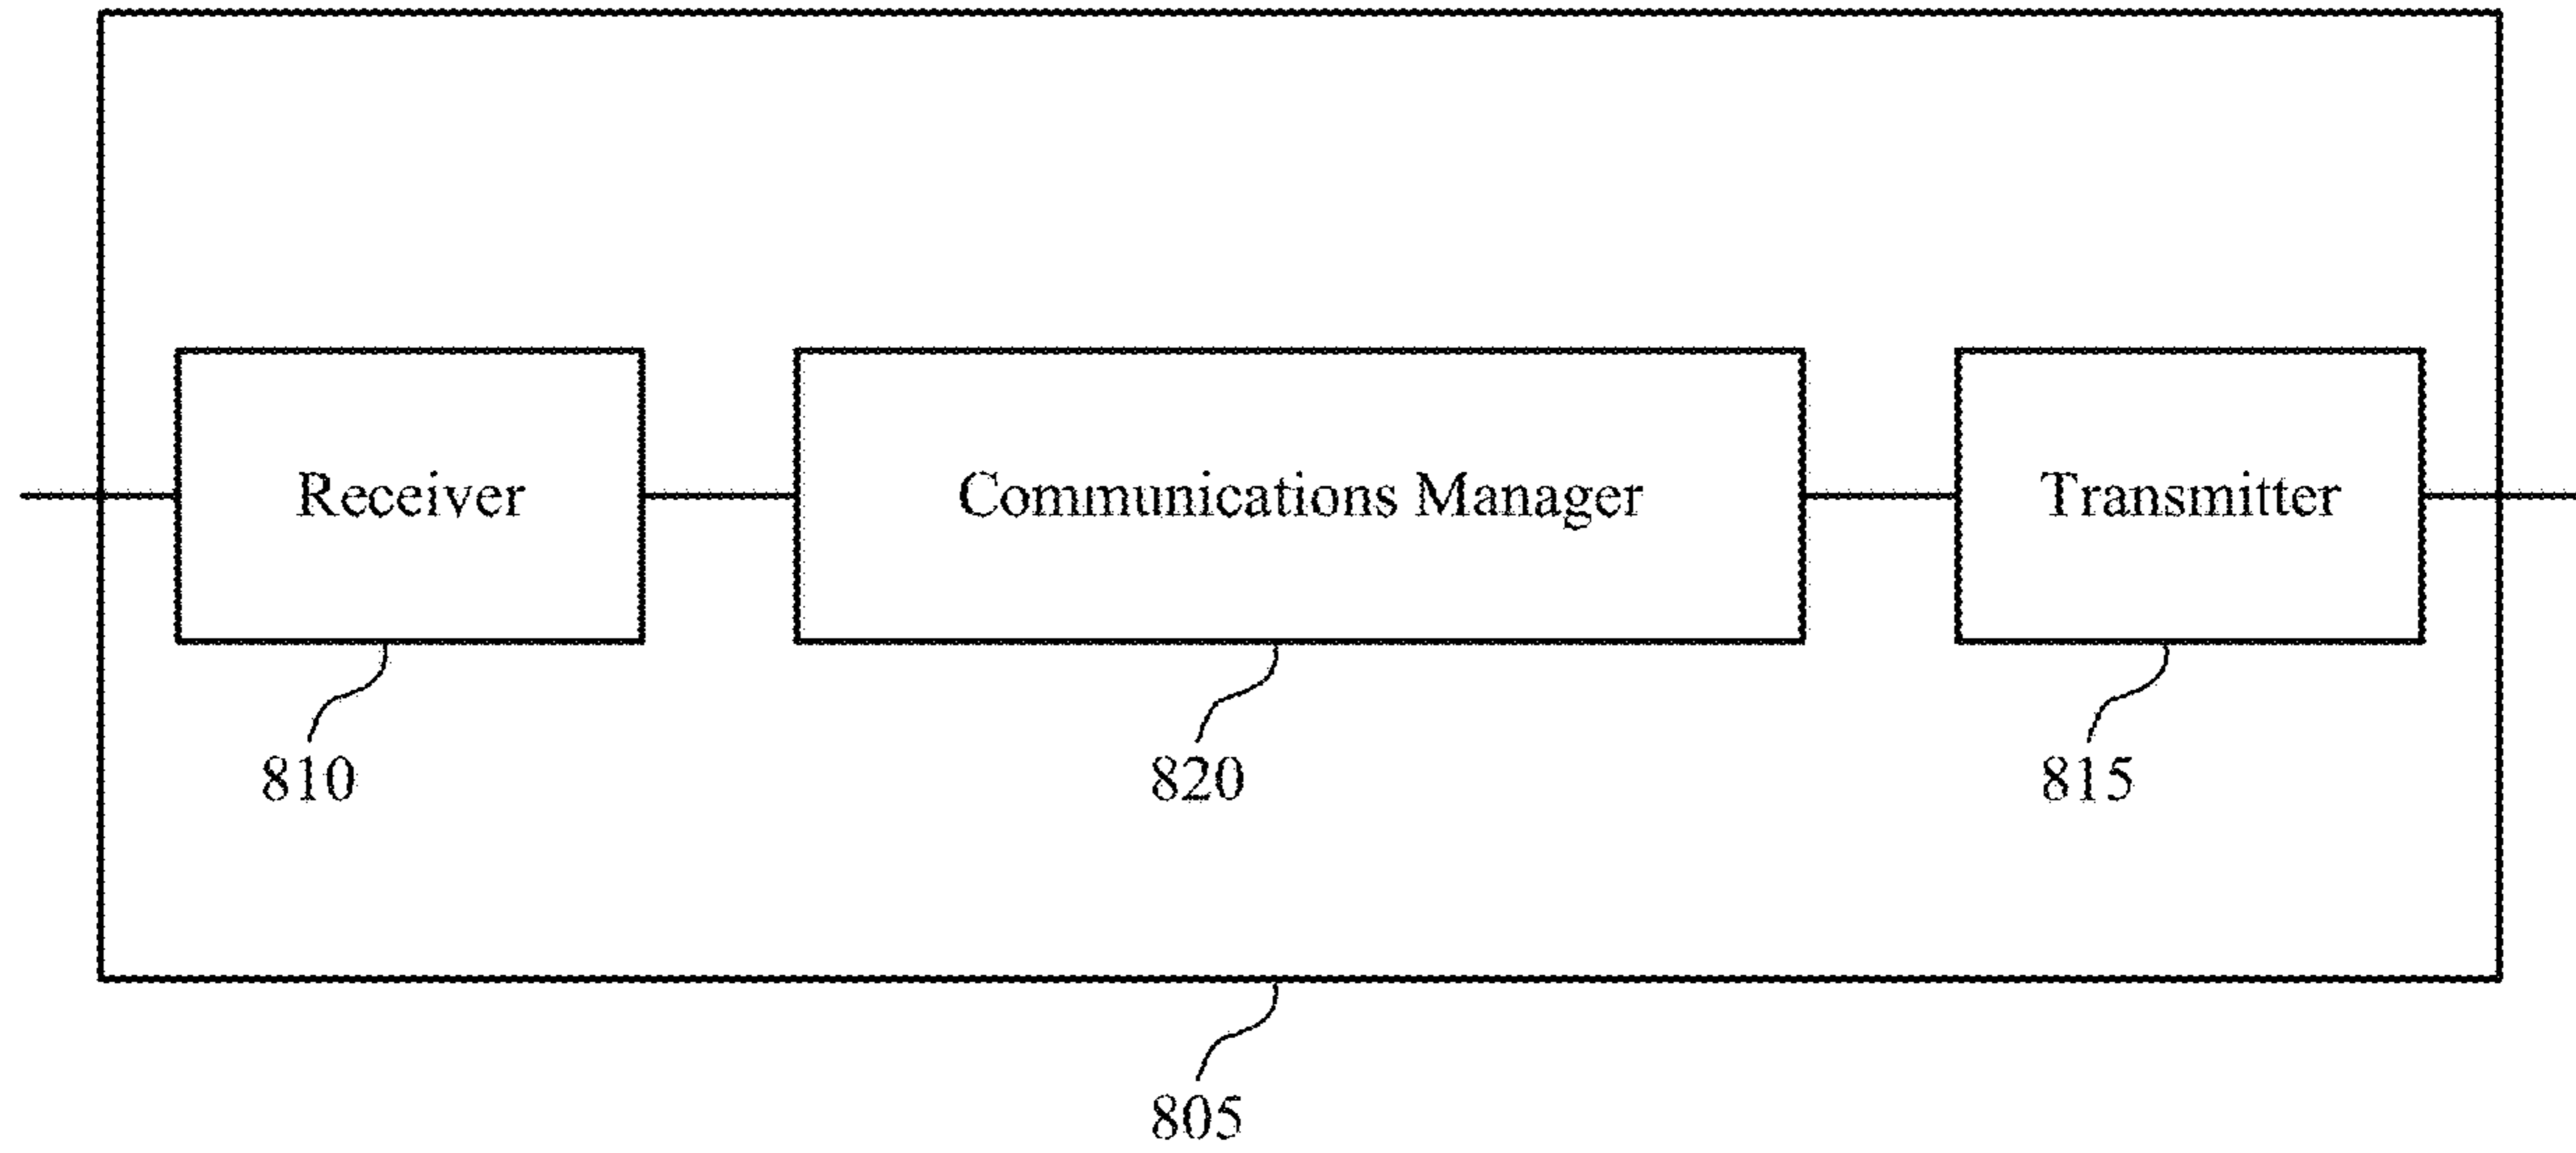 Receiver
Communications Manager
Transmitter
810
820
815
805